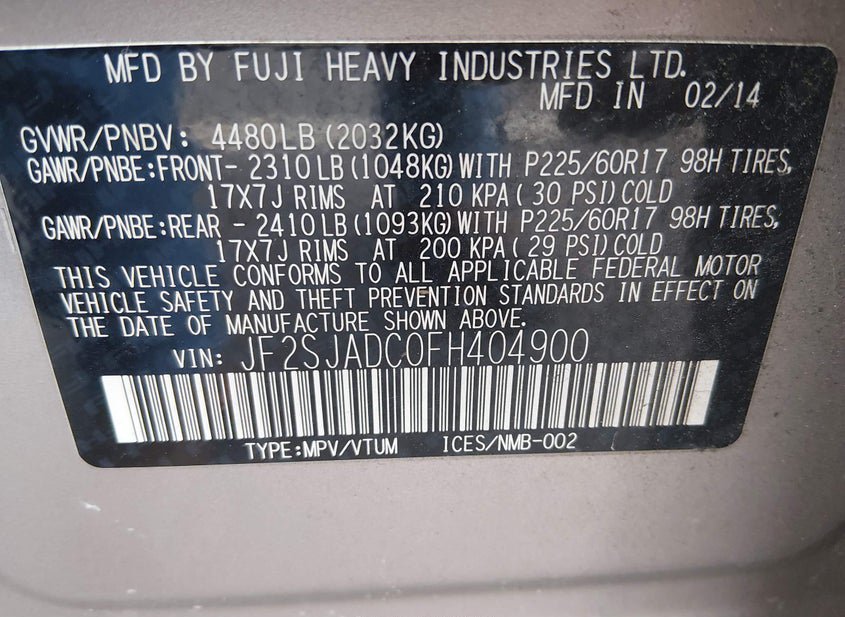 MFD BY FUJI HEAVY INDUSTRIES LTD.
MFD IN 02/14
GVWR/PNBV: 4480LB(2032KG)
GAWR/PNBE:FRONT- 2310LB(1048KG)WITH P225/60R17 98H TIRES,
17X7J RIMS AT 210 KPA( 30 PSI)COLD
GAWR/PNBE:REAR - 2410LB(1093KG)WITH P225/60R17 98H TIRES,
17X7J RIMS AT 200 KPA( 29 PSI)COLD
THIS VEHICLE CONFORMS TO ALL APPLICABLE FEDERAL MOTOR
VEHICLE SAFETY AND THEFT PREVENTION STANDARDS IN EFFECT ON
THE DATE OF MANUFACTURE SHOWN ABOVE.
VIN: JF2SJADC0FH404900
TYPE:MPV/VTUM ICES/NMB-002